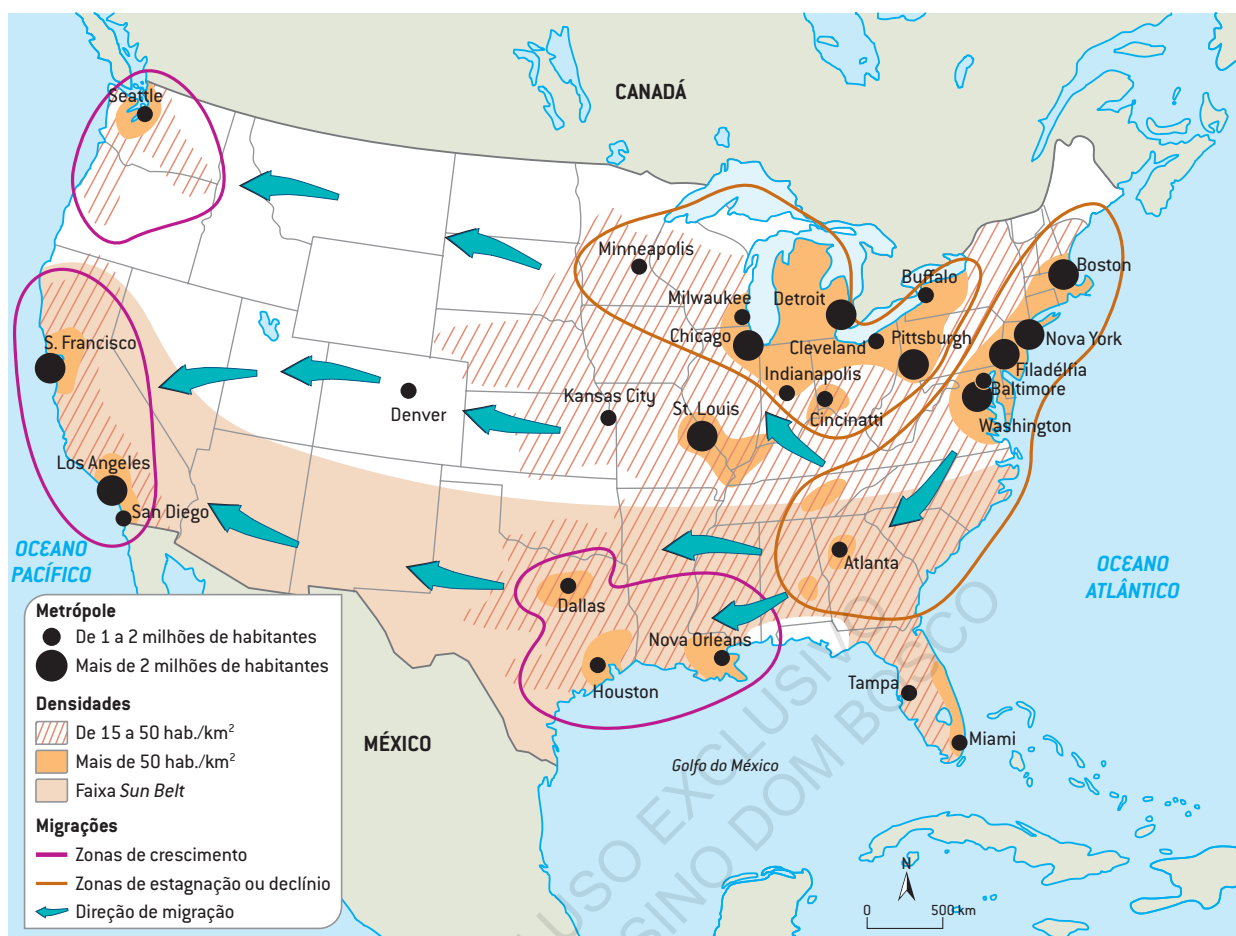 CANADÁ
Seattle
Minneapolis
Milwaukee
Detroit
Buffalo
Boston
Chicago
Cleveland
Pittsburgh
Nova York
S. Francisco
Indianapolis
Filadélfia
Baltimore
Denver
Kansas City
St. Louis
Cincinatti
Washington
Los Angeles
San Diego
OCEANO
PACÍFICO
Atlanta
OCEANO
ATLÂNTICO
Dallas
Nova Orleans
Houston
Tampa
Miami
MÉXICO
Golfo do México
Metrópole
De 1 a 2 milhões de habitantes
Mais de 2 milhões de habitantes
Densidades
De 15 a 50 hab./km²
Mais de 50 hab./km²
Faixa Sun Belt
Migrações
Zonas de crescimento
Zonas de estagnação ou declínio
Direção de migração
N
0 500 km
USO EXCLUSIVO
SINO DOM BOSCO